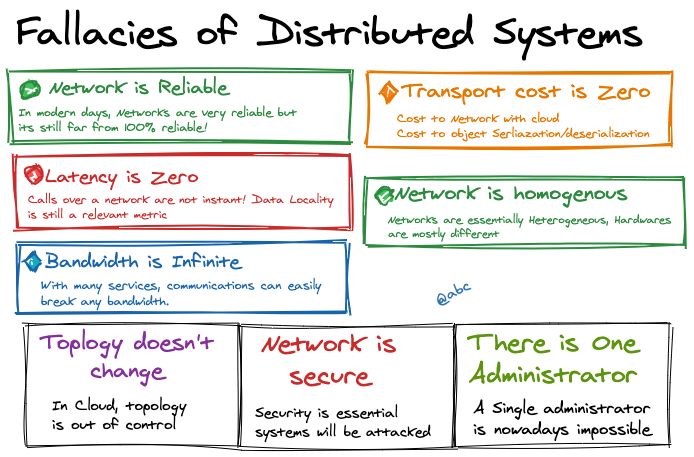 Fallacies of Distributed Systems
Network is Reliable
In modern days, Networks are very reliable but
its still far from 100% reliable!
Transport cost is Zero
Cost to Network with cloud
Cost to object Serliazation/deserialization
Latency is Zero
Calls over a network are not instant! Data Locality
is still a relevant metric
Network is homogenous
Networks are essentially Heterogeneous, Hardwares
are mostly different
Bandwidth is Infinite
With many services, communications can easily
break any bandwidth.
@abc
Toplogy doesn't
change
In Cloud, topology
is out of control
Network is
secure
Security is essential
systems will be attacked
There is One
Administrator
A Single administrator
is nowadays impossible